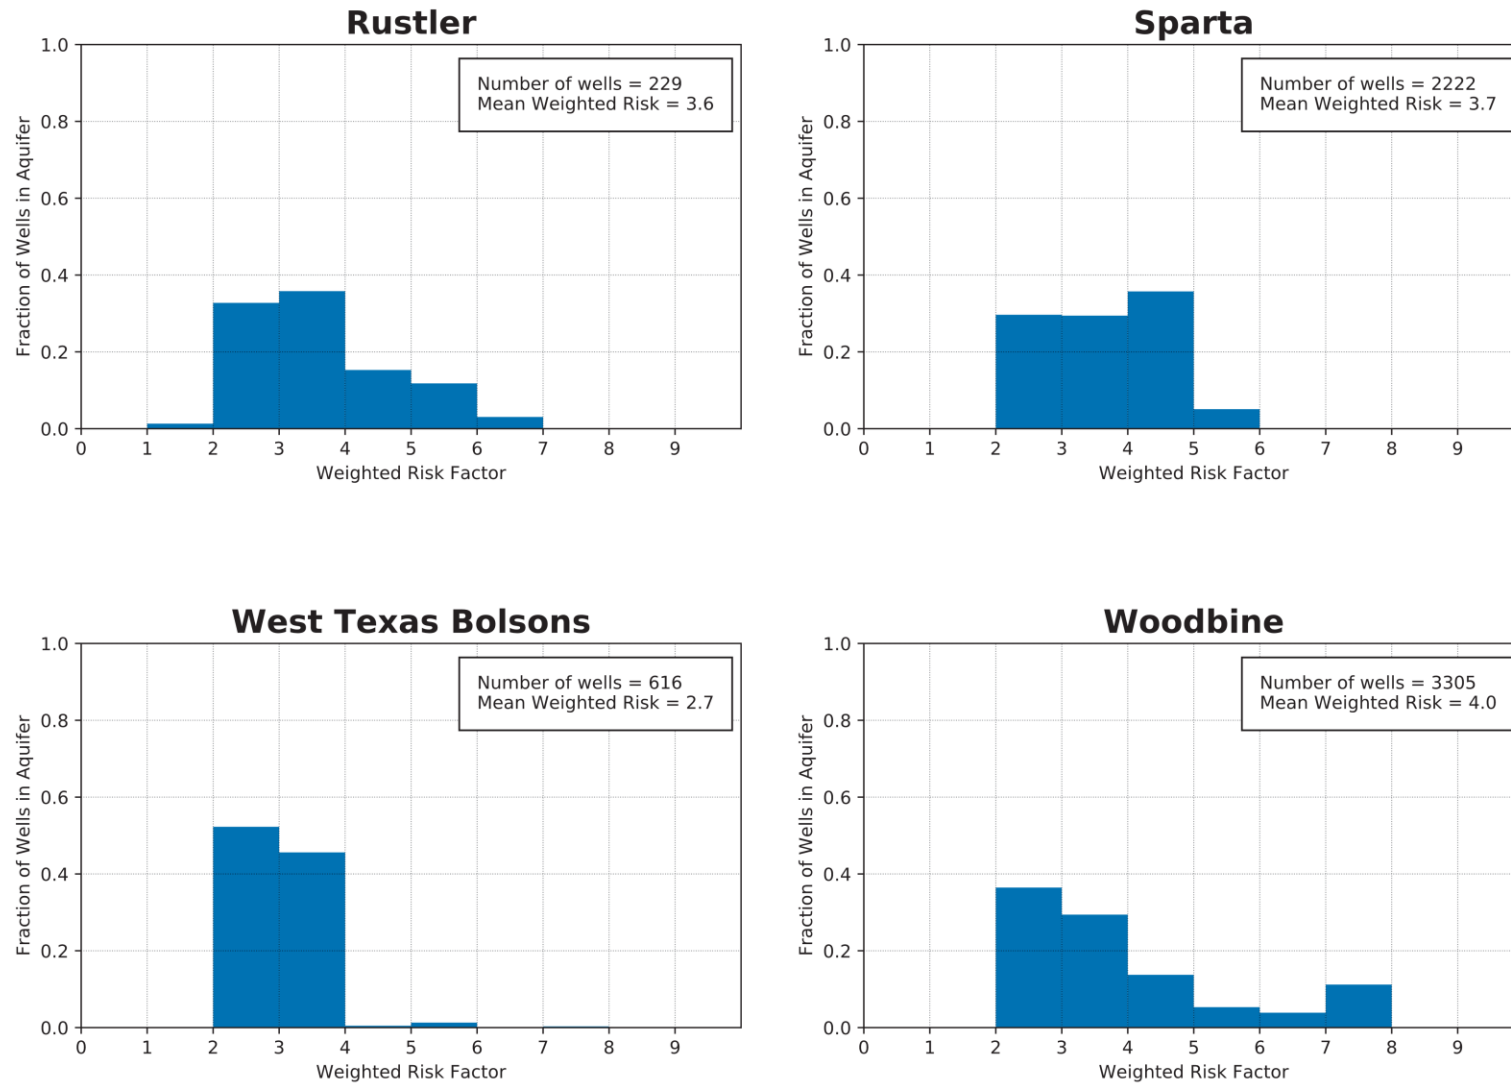 Rustler
Number of wells = 229
Mean Weighted Risk = 3.6
Fraction of Wells in Aquifer
1.0
0.8
0.6
0.4
0.2
0.0
0 1 2 3 4 5 6 7 8 9
Weighted Risk Factor
Sparta
Number of wells = 2222
Mean Weighted Risk = 3.7
Fraction of Wells in Aquifer
1.0
0.8
0.6
0.4
0.2
0.0
0 1 2 3 4 5 6 7 8 9
Weighted Risk Factor
West Texas Bolsons
Number of wells = 616
Mean Weighted Risk = 2.7
Fraction of Wells in Aquifer
1.0
0.8
0.6
0.4
0.2
0.0
0 1 2 3 4 5 6 7 8 9
Weighted Risk Factor
Woodbine
Number of wells = 3305
Mean Weighted Risk = 4.0
Fraction of Wells in Aquifer
1.0
0.8
0.6
0.4
0.2
0.0
0 1 2 3 4 5 6 7 8 9
Weighted Risk Factor